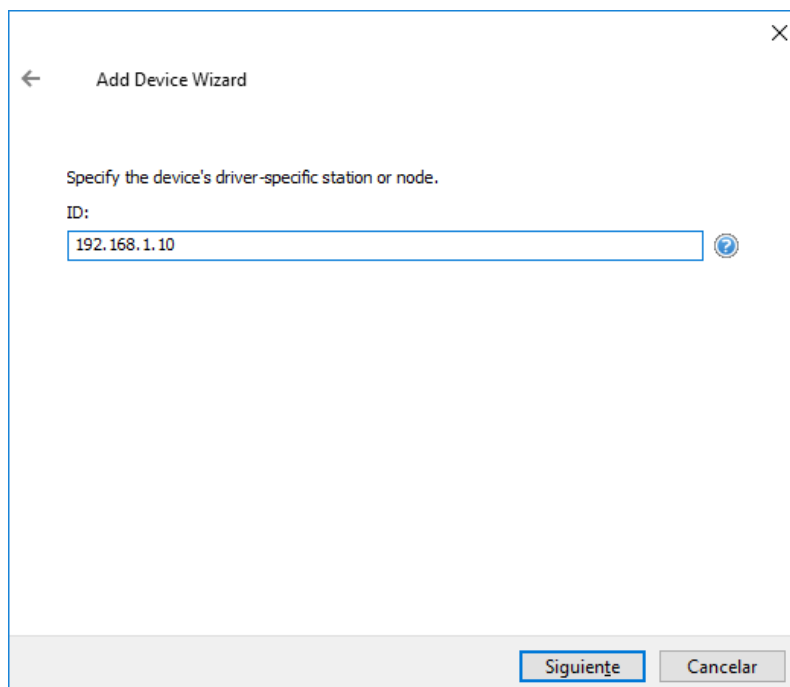 Add Device Wizard
Specify the device's driver-specific station or node.
ID:
192.168.1.10
Siguiente
Cancelar